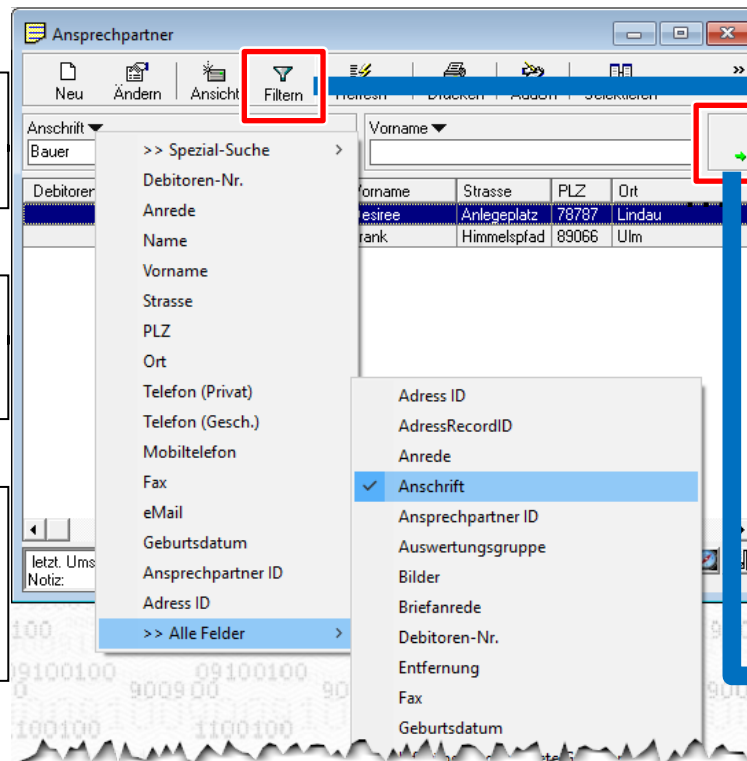 Ansprechpartner
Neu Ändern Ansicht Filtern Refresh Drucken AddOn Selektieren »
Anschrift Vorname
Bauer
Debitoren Vorname Strasse PLZ Ort
Desiree Anlegeplatz 78787 Lindau
Frank Himmelspfad 89066 Ulm
>> Spezial-Suche
Debitoren-Nr.
Anrede
Name
Vorname
Strasse
PLZ
Ort
Telefon (Privat)
Telefon (Gesch.)
Mobiltelefon
Fax
eMail
Geburtsdatum
Ansprechpartner ID
Adress ID
>> Alle Felder
Adress ID
AdressRecordID
Anrede
Anschrift
Ansprechpartner ID
Auswertungsgruppe
Bilder
Briefanrede
Debitoren-Nr.
Entfernung
Fax
Geburtsdatum
letzt. Ums
Notiz: